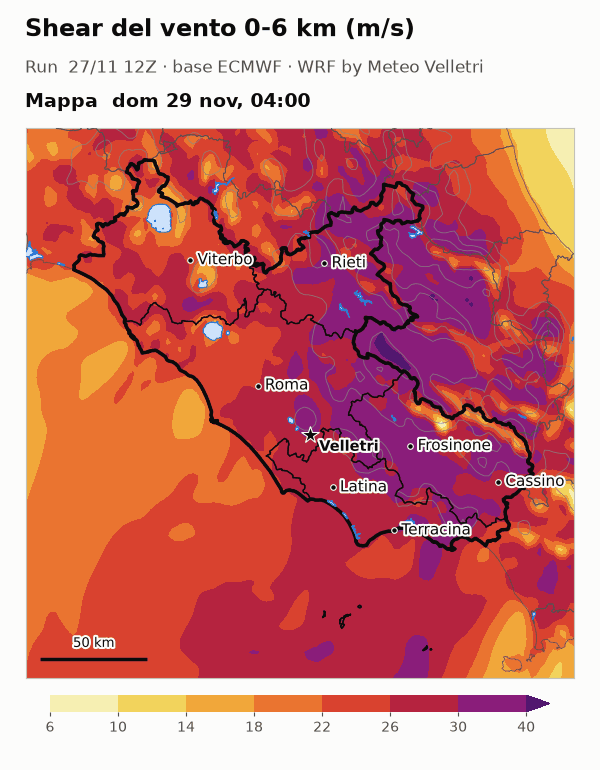 Shear del vento 0-6 km (m/s)
Run  27/11 12Z · base ECMWF · WRF by Meteo Velletri
Mappa  dom 29 nov, 04:00
Viterbo
Rieti
Roma
Velletri
Frosinone
Cassino
Latina
Terracina
50 km
6 10 14 18 22 26 30 40